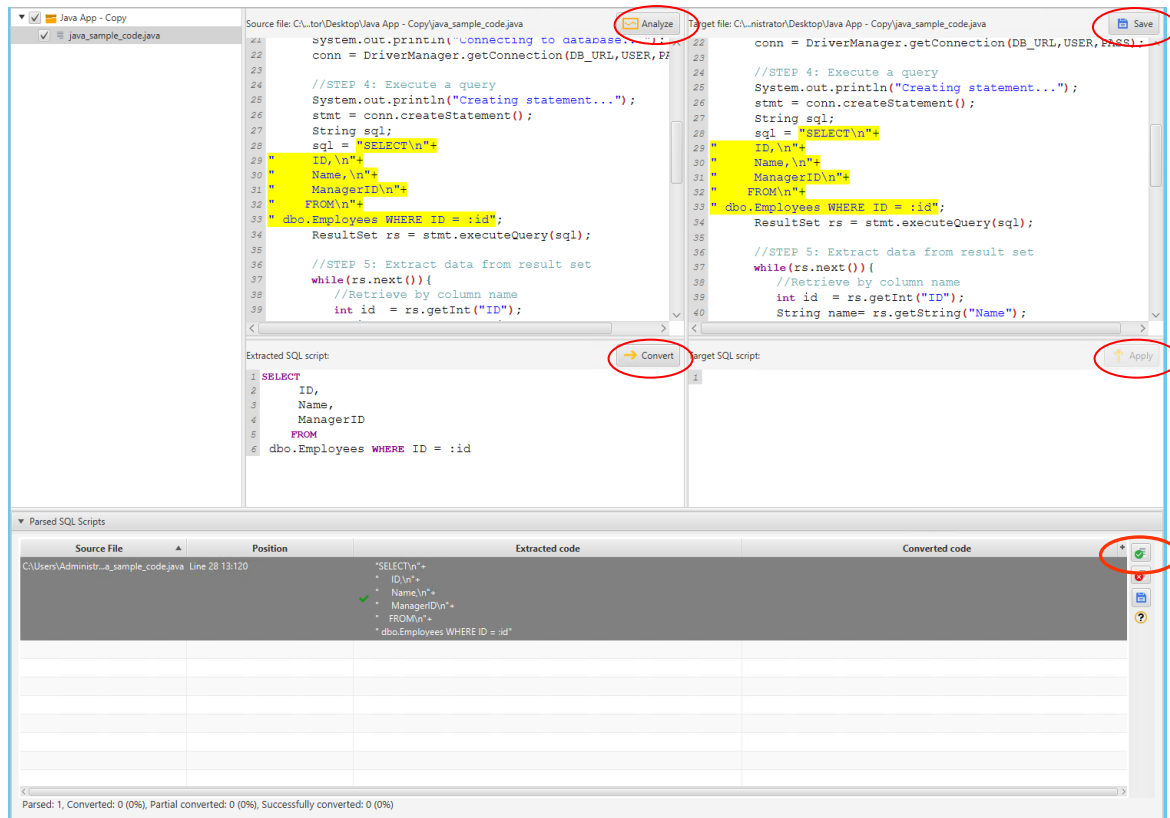 Java App - Copy
java_sample_code.java
Source file: C:\...tor\Desktop\Java App - Copy\java_sample_code.java
Analyze
21 System.out.println("Connecting to database...");
22 conn = DriverManager.getConnection(DB_URL,USER,PA
23
24 //STEP 4: Execute a query
25 System.out.println("Creating statement...");
26 stmt = conn.createStatement();
27 String sql;
28 sql = "SELECT\n"+
29 " ID,\n"+
30 " Name,\n"+
31 " ManagerID\n"+
32 " FROM\n"+
33 " dbo.Employees WHERE ID = :id";
34 ResultSet rs = stmt.executeQuery(sql);
35
36 //STEP 5: Extract data from result set
37 while(rs.next()){
38 //Retrieve by column name
39 int id = rs.getInt("ID");
Target file: C:\...nistrator\Desktop\Java App - Copy\java_sample_code.java
Save
22 conn = DriverManager.getConnection(DB_URL,USER,PASS);
23
24 //STEP 4: Execute a query
25 System.out.println("Creating statement...");
26 stmt = conn.createStatement();
27 String sql;
28 sql = "SELECT\n"+
29 " ID,\n"+
30 " Name,\n"+
31 " ManagerID\n"+
32 " FROM\n"+
33 " dbo.Employees WHERE ID = :id";
34 ResultSet rs = stmt.executeQuery(sql);
35
36 //STEP 5: Extract data from result set
37 while(rs.next()){
38 //Retrieve by column name
39 int id = rs.getInt("ID");
40 String name= rs.getString("Name");
Extracted SQL script:
Convert
1 SELECT
2 ID,
3 Name,
4 ManagerID
5 FROM
6 dbo.Employees WHERE ID = :id
Target SQL script:
Apply
1
Parsed SQL Scripts
Source File Position Extracted code Converted code +
C:\Users\Administr...a_sample_code.java Line 28 13:120 "SELECT\n"+
" ID,\n"+
" Name,\n"+
" ManagerID\n"+
" FROM\n"+
" dbo.Employees WHERE ID = :id"
?
Parsed: 1, Converted: 0 (0%), Partial converted: 0 (0%), Successfully converted: 0 (0%)